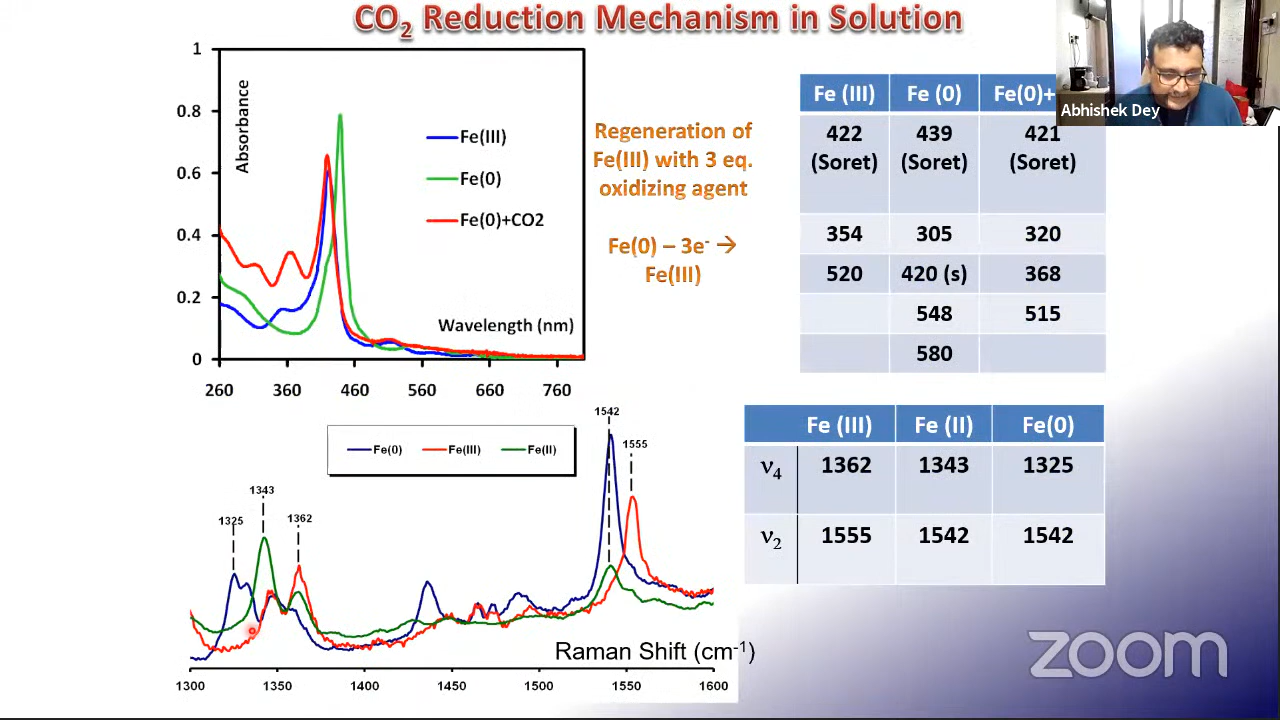 CO2 Reduction Mechanism in Solution
Abhishek Dey
1
0.8
0.6
0.4
0.2
0
Absorbance
Fe(III)
Fe(0)
Fe(0)+CO2
Wavelength (nm)
260 360 460 560 660 760
Regeneration of
Fe(III) with 3 eq.
oxidizing agent
Fe(0) – 3e- →
Fe(III)
Fe (III) Fe (0) Fe(0)+
422 439 421
(Soret) (Soret) (Soret)
354 305 320
520 420 (s) 368
548 515
580
1542
1555
Fe(0) Fe(III) Fe(II)
1343
1325
1362
Raman Shift (cm-1)
1300 1350 1400 1450 1500 1550 1600
Fe (III) Fe (II) Fe(0)
ν4 1362 1343 1325
ν2 1555 1542 1542
zoom